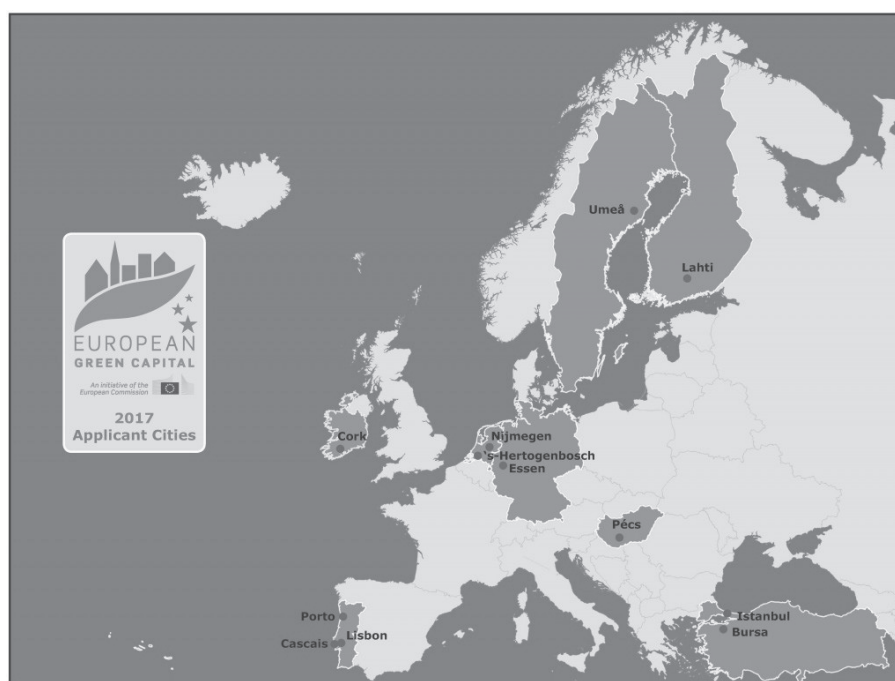 EUROPEAN
GREEN CAPITAL
An initiative of the
European Commission
2017
Applicant Cities
Umeå
Lahti
Cork
Nijmegen
's-Hertogenbosch
Essen
Pécs
Porto
Lisbon
Cascais
Istanbul
Bursa